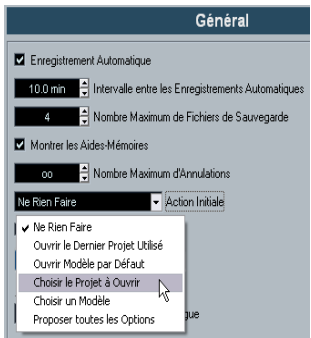 Général
Enregistrement Automatique
10.0 min Intervalle entre les Enregistrements Automatiques
4 Nombre Maximum de Fichiers de Sauvegarde
Montrer les Aides-Mémoires
oo Nombre Maximum d'Annulations
Ne Rien Faire Action Initiale
Ne Rien Faire
Ouvrir le Dernier Projet Utilisé
Ouvrir Modèle par Défaut
Choisir le Projet à Ouvrir
Choisir un Modèle
Proposer toutes les Options